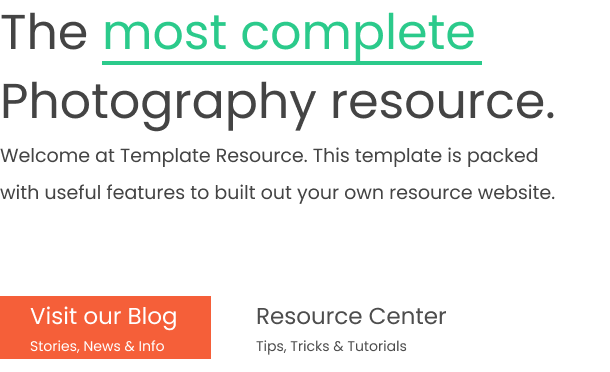 The most complete
Photography resource.
Welcome at Template Resource. This template is packed
with useful features to built out your own resource website.
Visit our Blog
Stories, News & Info
Resource Center
Tips, Tricks & Tutorials